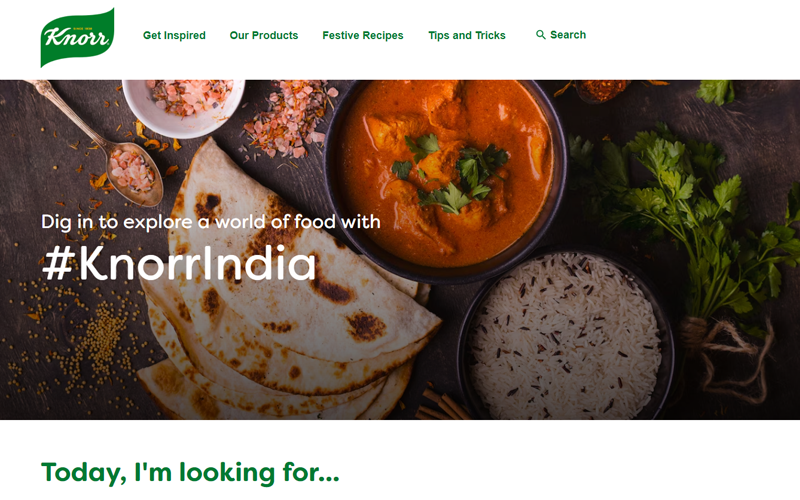 Knorr
Get Inspired
Our Products
Festive Recipes
Tips and Tricks
Search
Dig in to explore a world of food with
#KnorrIndia
Today, I'm looking for...